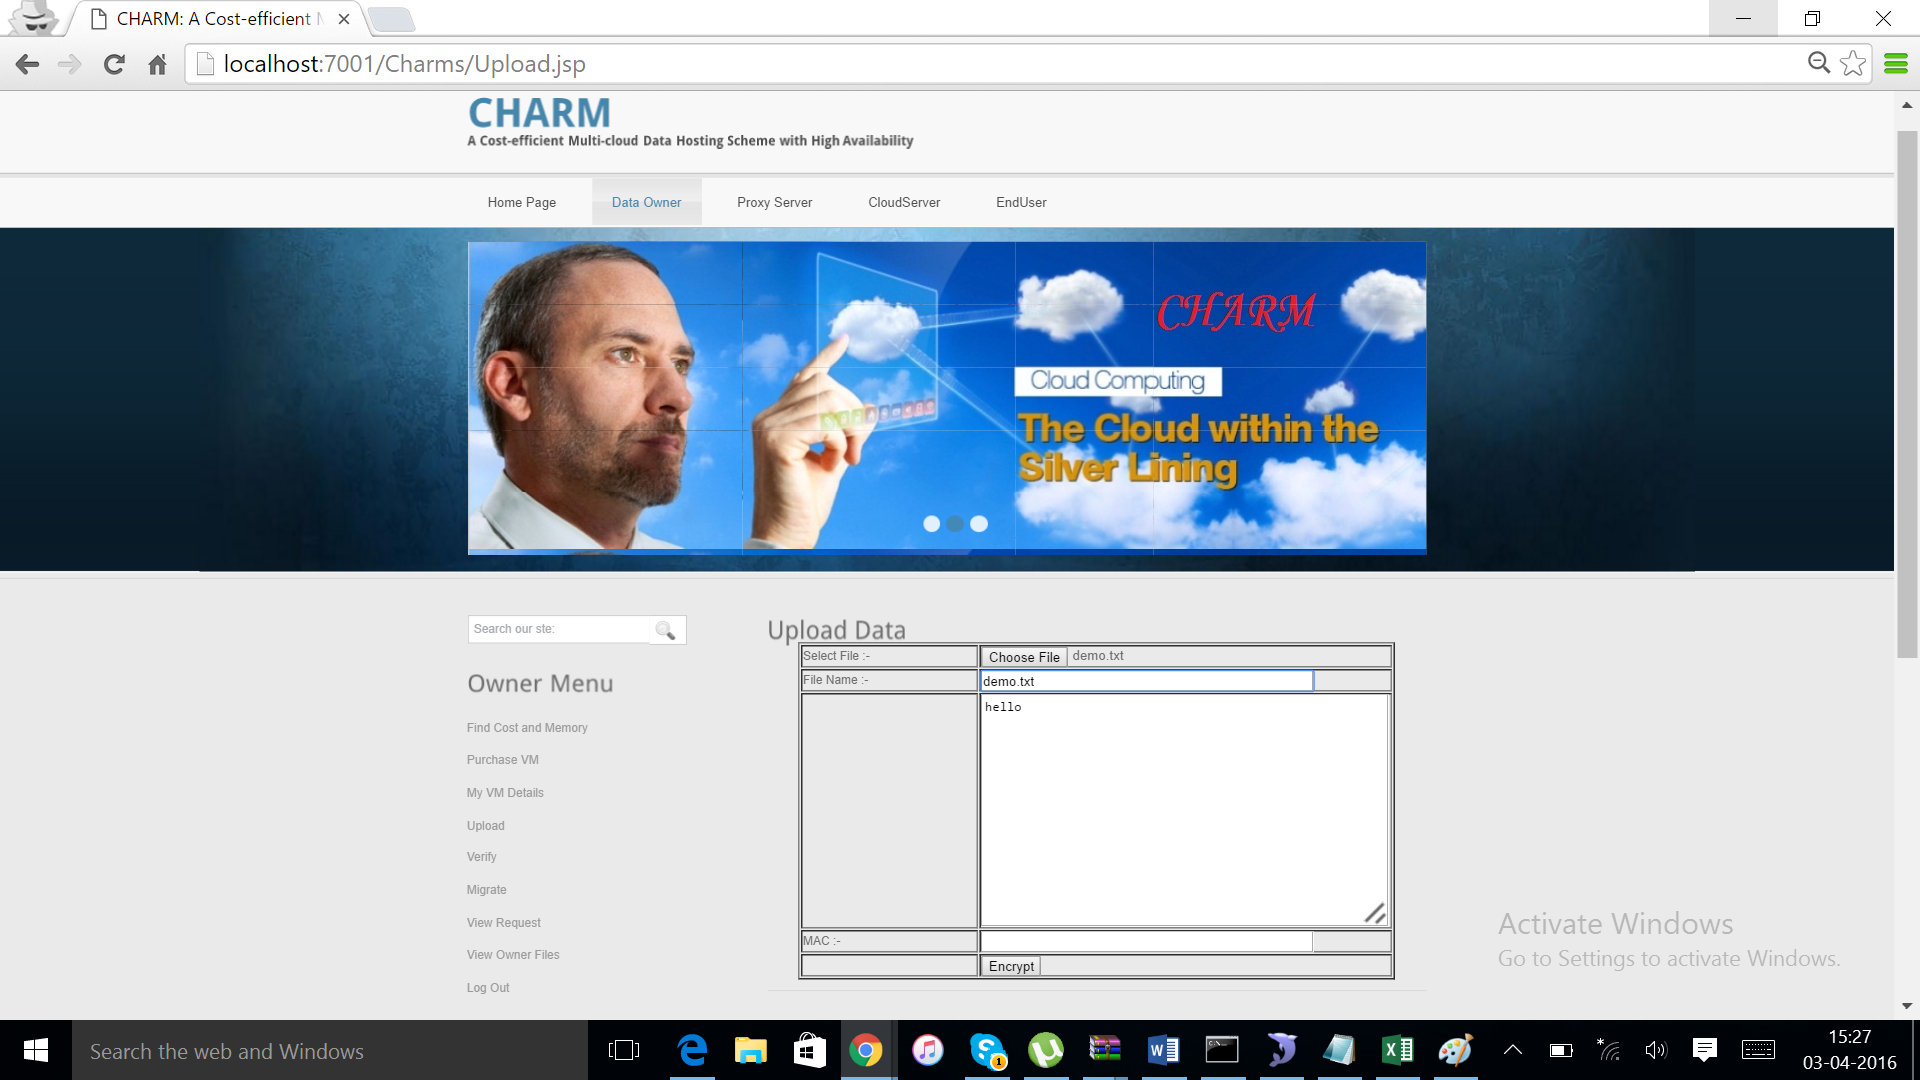 CHARM: A Cost-efficient M
localhost:7001/Charms/Upload.jsp
CHARM
A Cost-efficient Multi-cloud Data Hosting Scheme with High Availability
Home Page
Data Owner
Proxy Server
CloudServer
EndUser
CHARM
Cloud Computing
The Cloud within the
Silver Lining
Search our ste:
Owner Menu
Find Cost and Memory
Purchase VM
My VM Details
Upload
Verify
Migrate
View Request
View Owner Files
Log Out
Upload Data
Select File :-
Choose File demo.txt
File Name :-
demo.txt
hello
MAC :-
Encrypt
Activate Windows
Go to Settings to activate Windows.
Search the web and Windows
1
15:27
03-04-2016